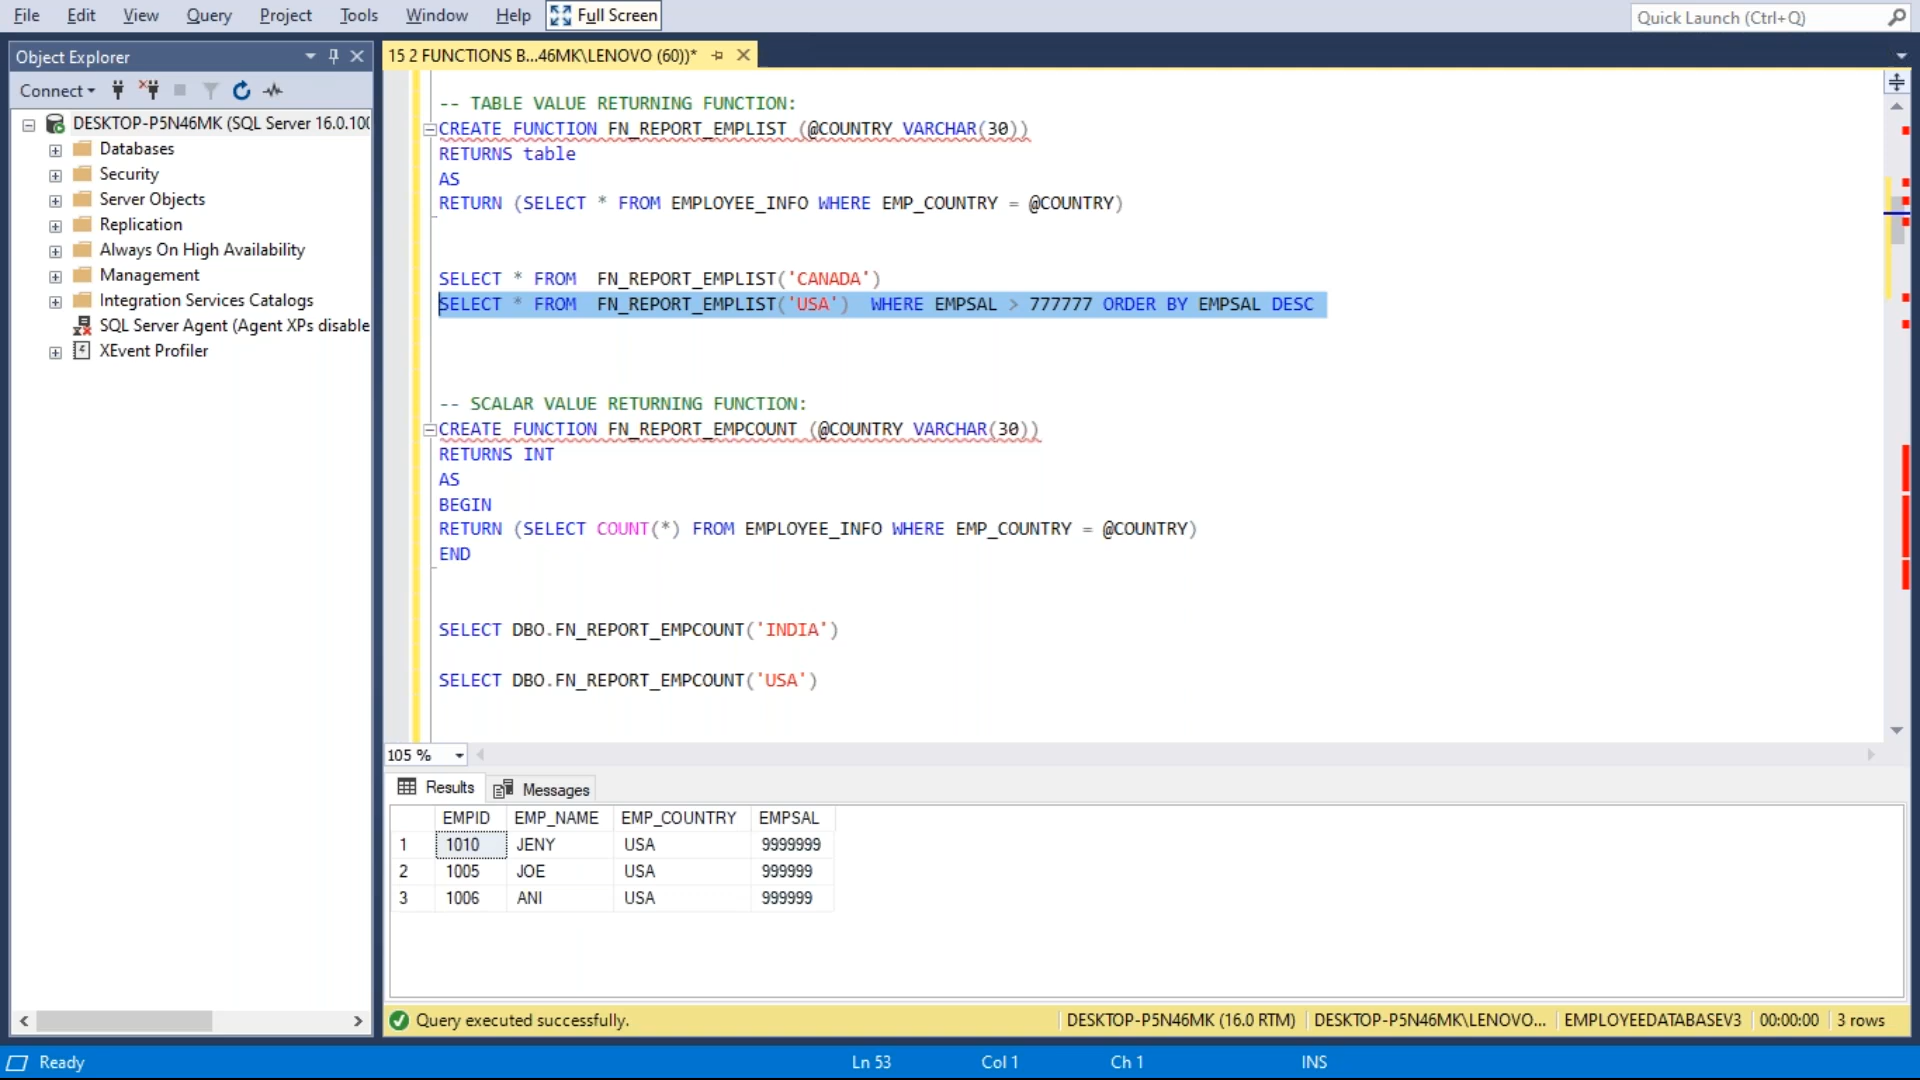 File Edit View Query Project Tools Window Help Full Screen
Quick Launch (Ctrl+Q)
Object Explorer
Connect
DESKTOP-P5N46MK (SQL Server 16.0.100
Databases
Security
Server Objects
Replication
Always On High Availability
Management
Integration Services Catalogs
SQL Server Agent (Agent XPs disable
XEvent Profiler
15 2 FUNCTIONS B...46MK\LENOVO (60))*
-- TABLE VALUE RETURNING FUNCTION:
CREATE FUNCTION FN_REPORT_EMPLIST (@COUNTRY VARCHAR(30))
RETURNS table
AS
RETURN (SELECT * FROM EMPLOYEE_INFO WHERE EMP_COUNTRY = @COUNTRY)
SELECT * FROM FN_REPORT_EMPLIST('CANADA')
SELECT * FROM FN_REPORT_EMPLIST('USA') WHERE EMPSAL > 777777 ORDER BY EMPSAL DESC
-- SCALAR VALUE RETURNING FUNCTION:
CREATE FUNCTION FN_REPORT_EMPCOUNT (@COUNTRY VARCHAR(30))
RETURNS INT
AS
BEGIN
RETURN (SELECT COUNT(*) FROM EMPLOYEE_INFO WHERE EMP_COUNTRY = @COUNTRY)
END
SELECT DBO.FN_REPORT_EMPCOUNT('INDIA')
SELECT DBO.FN_REPORT_EMPCOUNT('USA')
105 %
Results Messages
EMPID EMP_NAME EMP_COUNTRY EMPSAL
1 1010 JENY USA 9999999
2 1005 JOE USA 999999
3 1006 ANI USA 999999
Query executed successfully. DESKTOP-P5N46MK (16.0 RTM) DESKTOP-P5N46MK\LENOVO... EMPLOYEEDATABASEV3 00:00:00 3 rows
Ready Ln 53 Col 1 Ch 1 INS